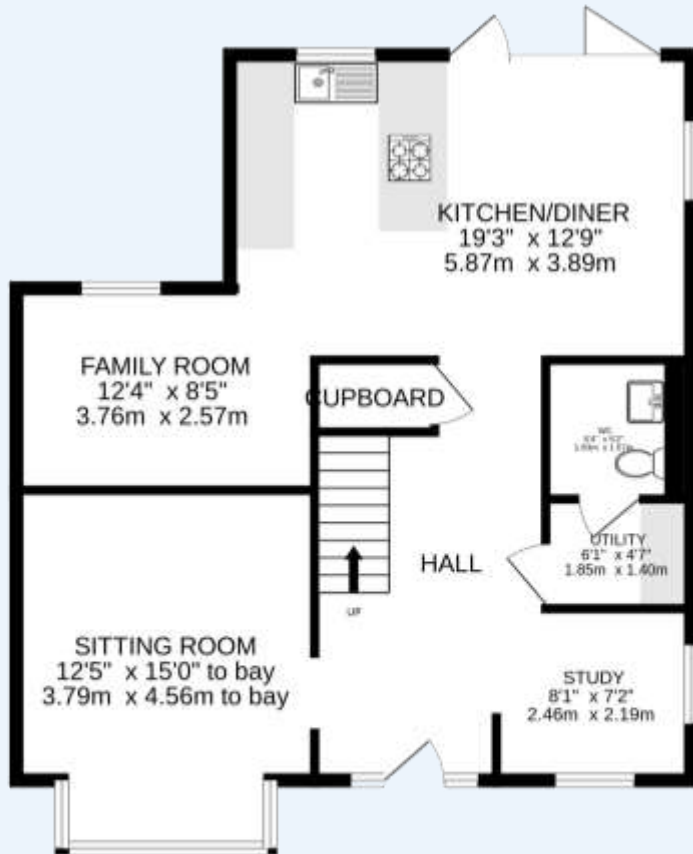 KITCHEN/DINER
19'3" x 12'9"
5.87m x 3.89m
FAMILY ROOM
12'4" x 8'5"
3.76m x 2.57m
CUPBOARD
WC
UTILITY
6'1" x 4'7"
1.85m x 1.40m
HALL
UP
SITTING ROOM
12'5" x 15'0" to bay
3.79m x 4.56m to bay
STUDY
8'1" x 7'2"
2.46m x 2.19m